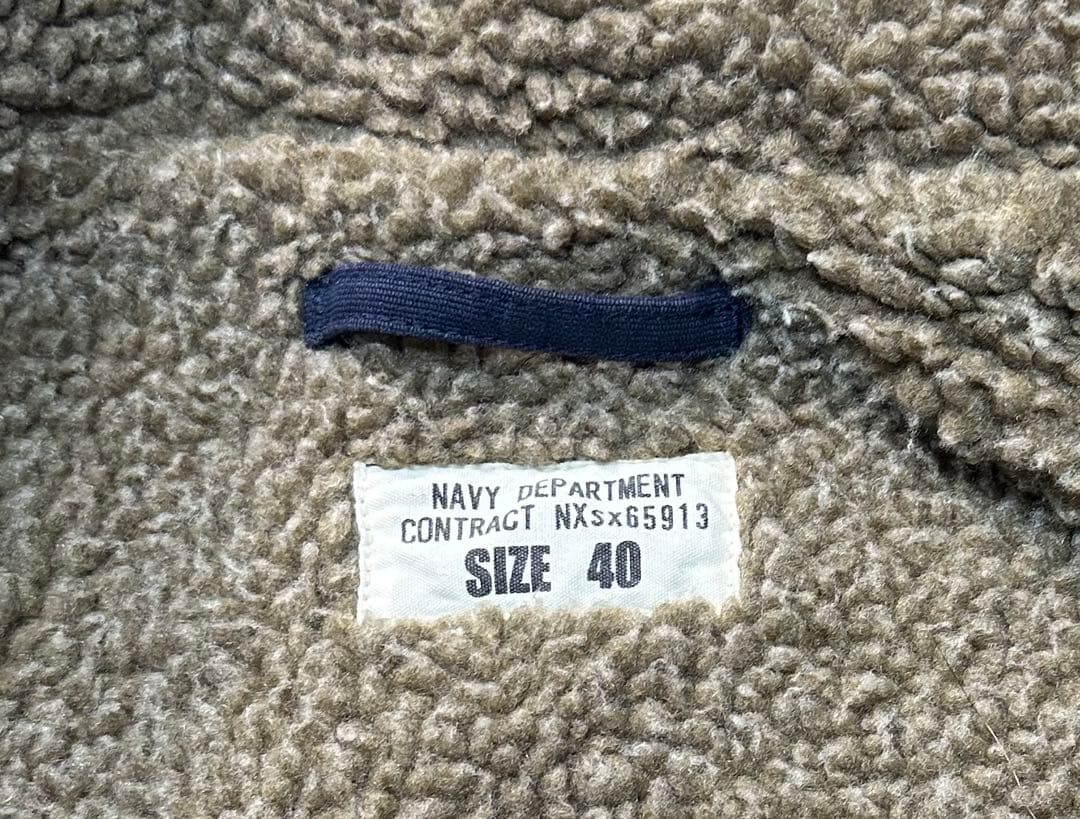 NAVY DEPARTMENT
CONTRACT NXsx65913
SIZE 40